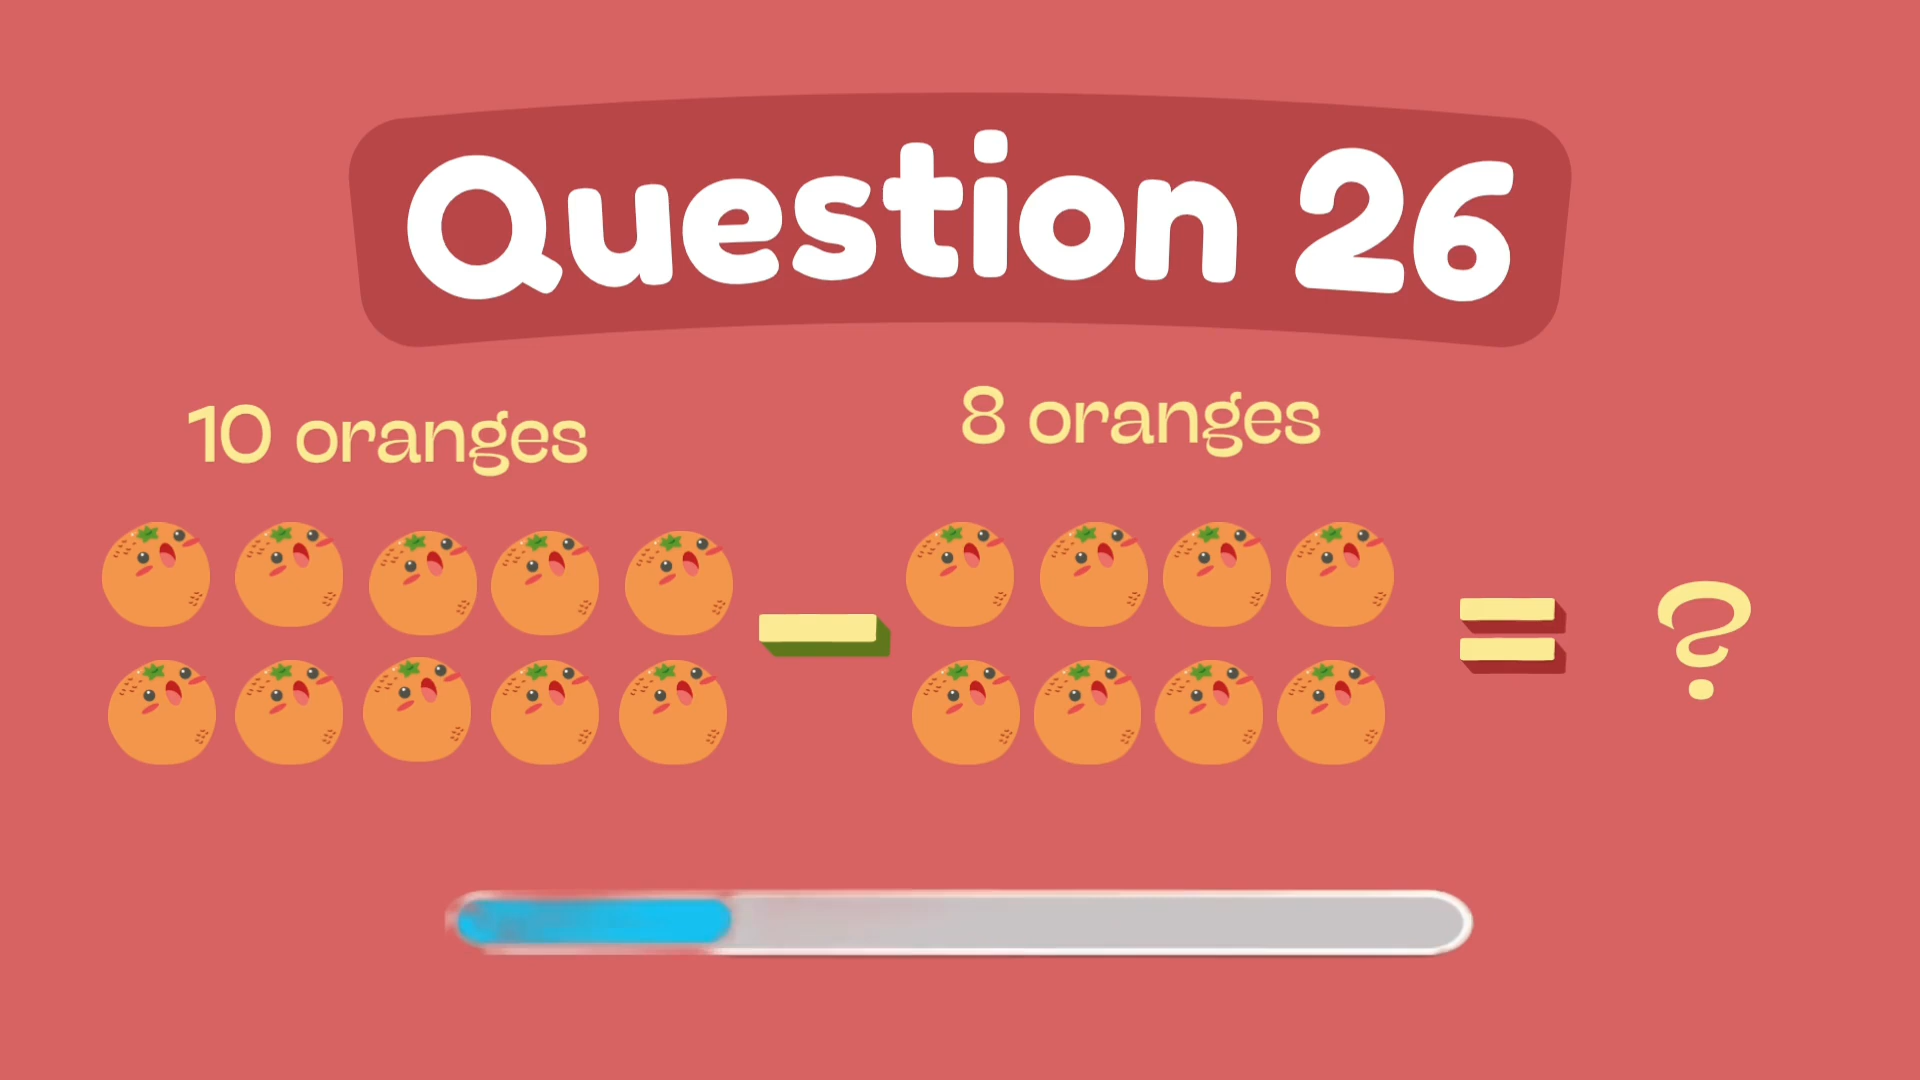 Question 26
10 oranges
8 oranges
- = ?